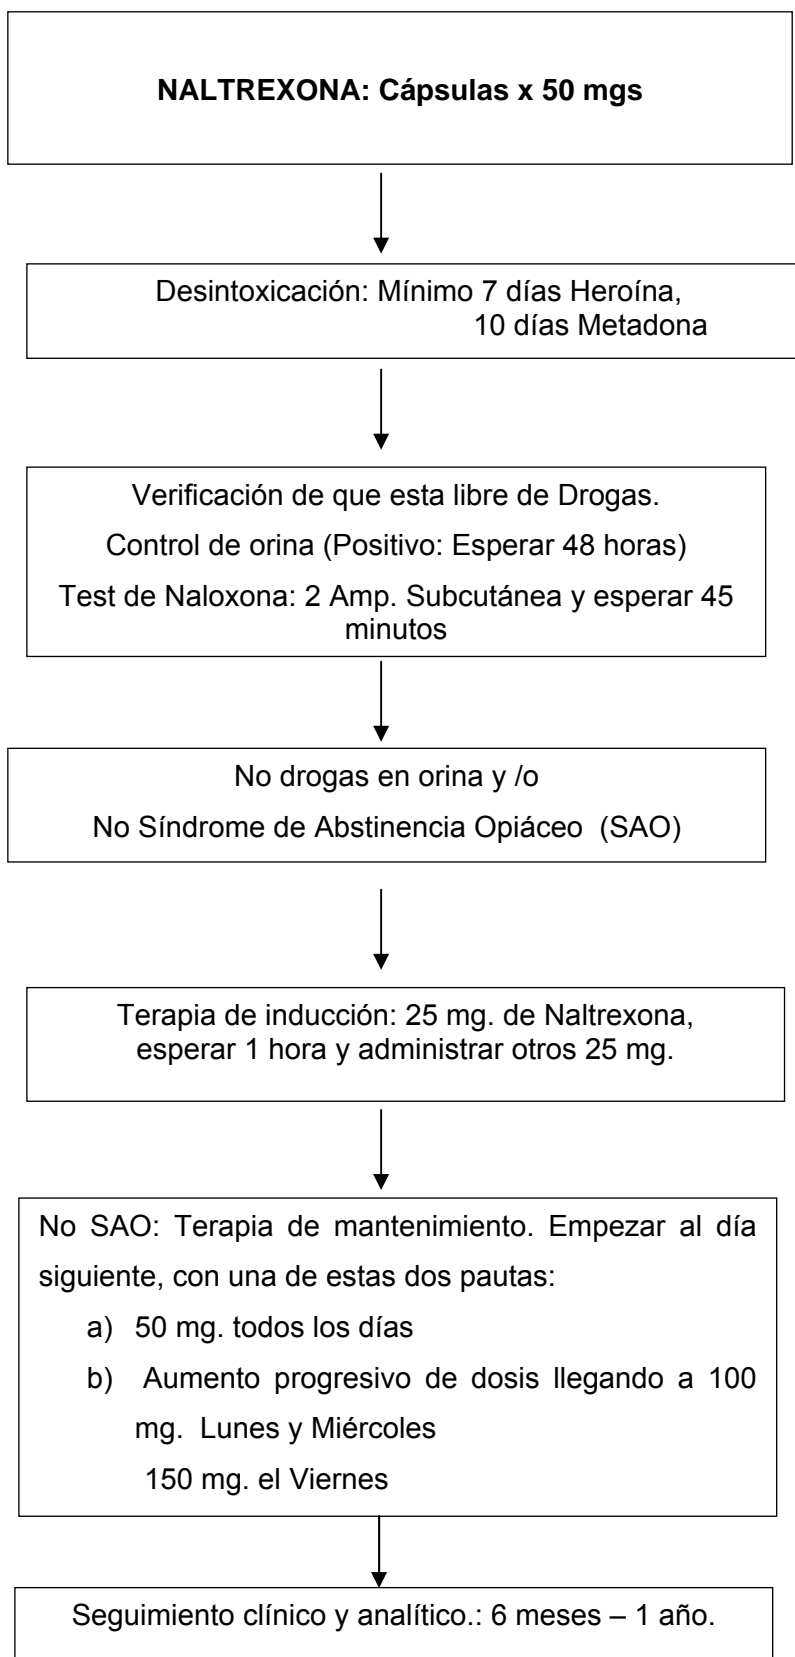 NALTREXONA: Cápsulas x 50 mgs
Desintoxicación: Mínimo 7 días Heroína,
10 días Metadona
Verificación de que esta libre de Drogas.
Control de orina (Positivo: Esperar 48 horas)
Test de Naloxona: 2 Amp. Subcutánea y esperar 45
minutos
No drogas en orina y /o
No Síndrome de Abstinencia Opiáceo (SAO)
Terapia de inducción: 25 mg. de Naltrexona,
esperar 1 hora y administrar otros 25 mg.
No SAO: Terapia de mantenimiento. Empezar al día
siguiente, con una de estas dos pautas:
a) 50 mg. todos los días
b) Aumento progresivo de dosis llegando a 100
mg. Lunes y Miércoles
150 mg. el Viernes
Seguimiento clínico y analítico.: 6 meses – 1 año.